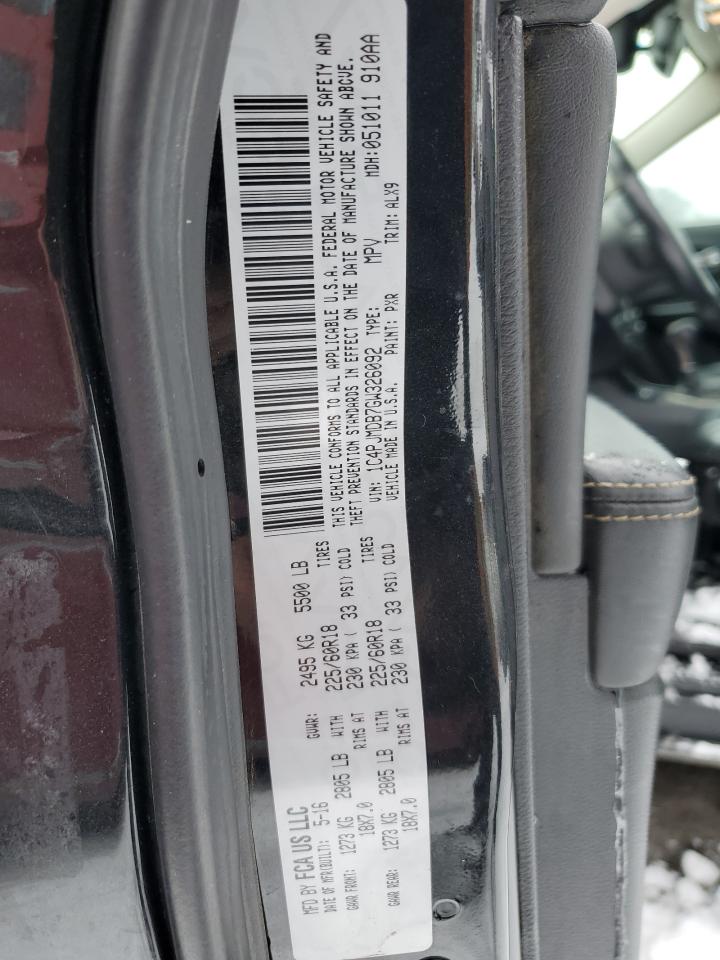 MFD BY FCA US LLC
DATE OF MFR(BUILT): 5-16 GVWR: 2495 KG 5500 LB
GAWR FRONT: 1273 KG 2805 LB WITH 225/60R18 TIRES
18X7.0 RIMS AT 230 KPA ( 33 PSI) COLD
GAWR REAR: 1273 KG 2805 LB WITH 225/60R18 TIRES
18X7.0 RIMS AT 230 KPA ( 33 PSI) COLD
THIS VEHICLE CONFORMS TO ALL APPLICABLE U.S.A. FEDERAL MOTOR VEHICLE SAFETY AND
THEFT PREVENTION STANDARDS IN EFFECT ON THE DATE OF MANUFACTURE SHOWN ABOVE.
VIN: 1C4PJMDB7GW326092 TYPE: MPV MDH:051011 910AA
VEHICLE MADE IN U.S.A. PAINT: PXR TRIM: ALX9